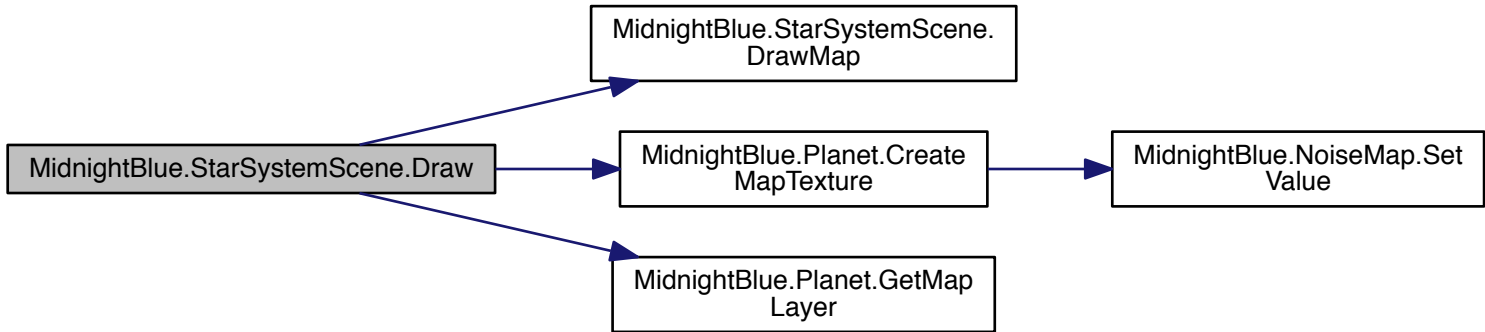 MidnightBlue.StarSystemScene.Draw
MidnightBlue.StarSystemScene.
DrawMap
MidnightBlue.Planet.Create
MapTexture
MidnightBlue.NoiseMap.Set
Value
MidnightBlue.Planet.GetMap
Layer